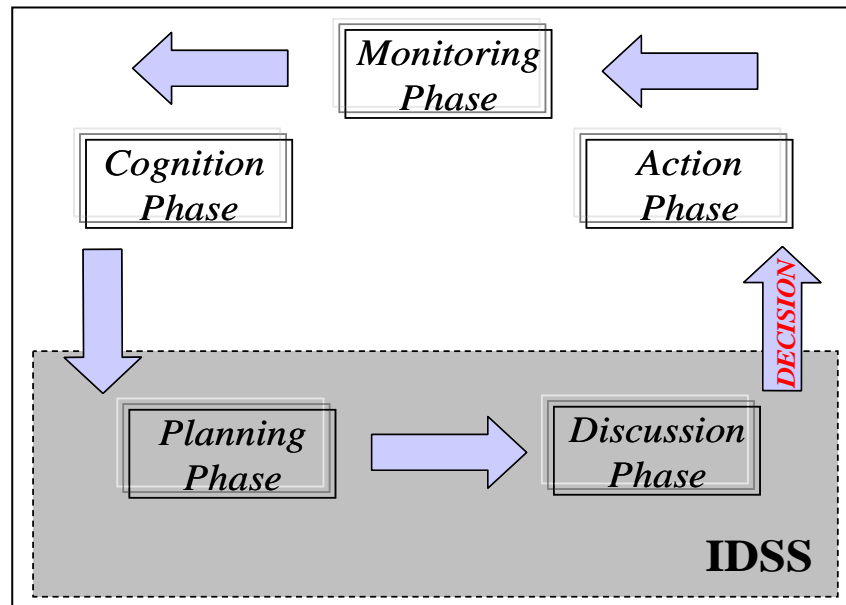 Monitoring
Phase
Cognition
Phase
Action
Phase
DECISION
Planning
Phase
Discussion
Phase
IDSS